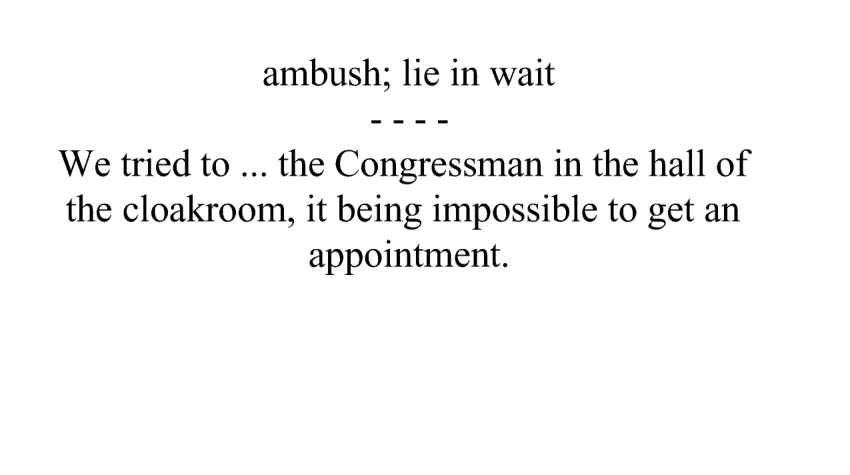 ambush; lie in wait
- - - -
We tried to ... the Congressman in the hall of
the cloakroom, it being impossible to get an
appointment.